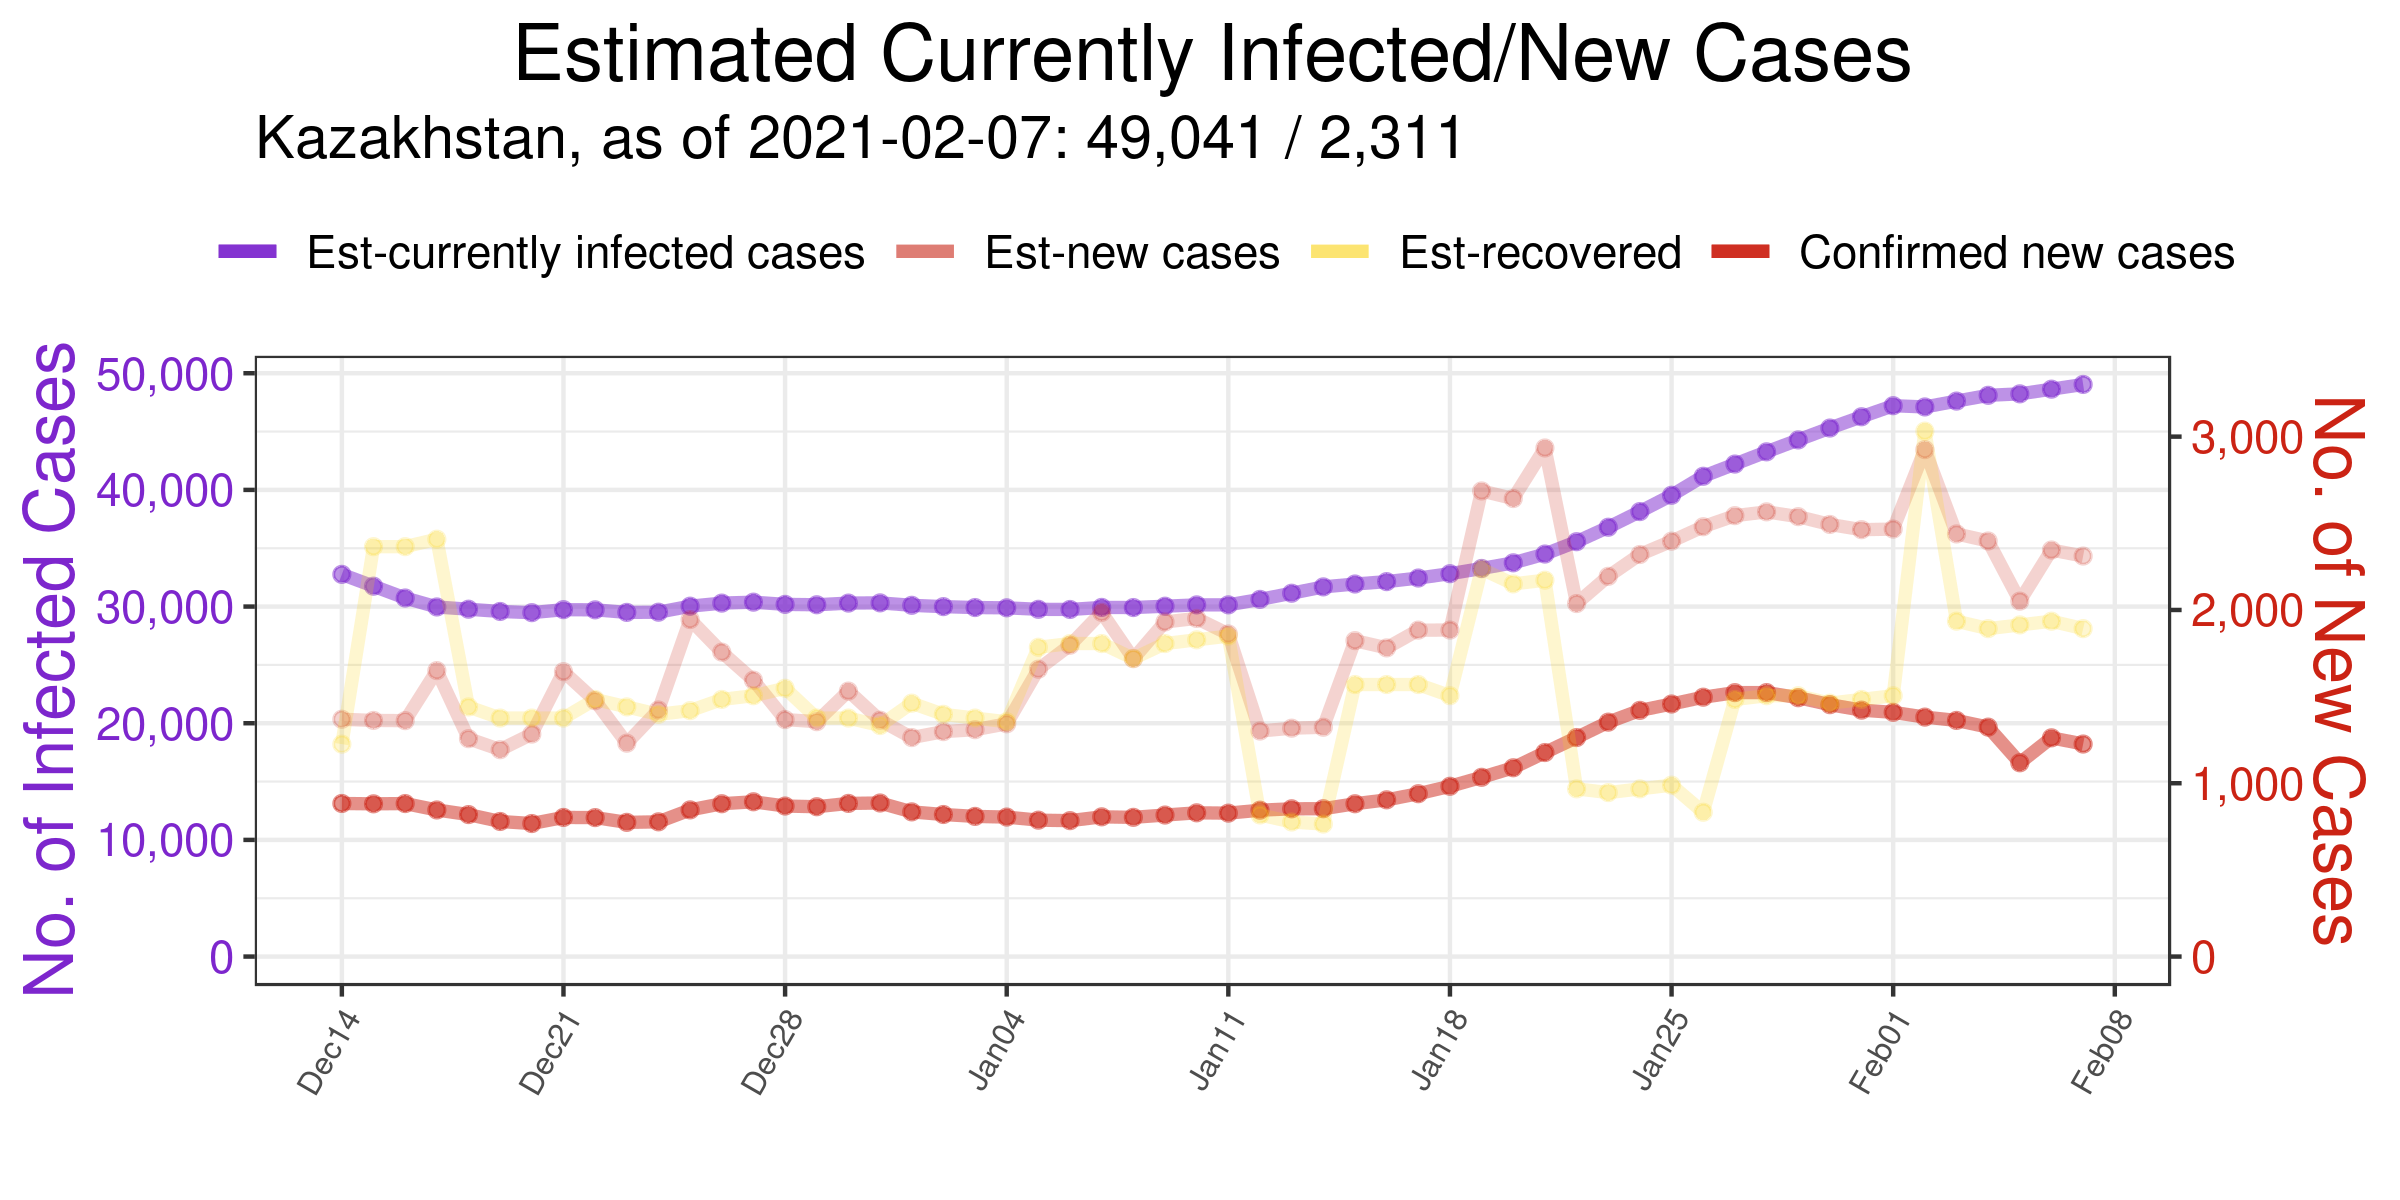 Estimated Currently Infected/New Cases
Kazakhstan, as of 2021-02-07: 49,041 / 2,311
Est-currently infected cases Est-new cases Est-recovered Confirmed new cases
No. of Infected Cases
50,000
40,000
30,000
20,000
10,000
0
3,000
2,000
1,000
0
No. of New Cases
Dec14 Dec21 Dec28 Jan04 Jan11 Jan18 Jan25 Feb01 Feb08